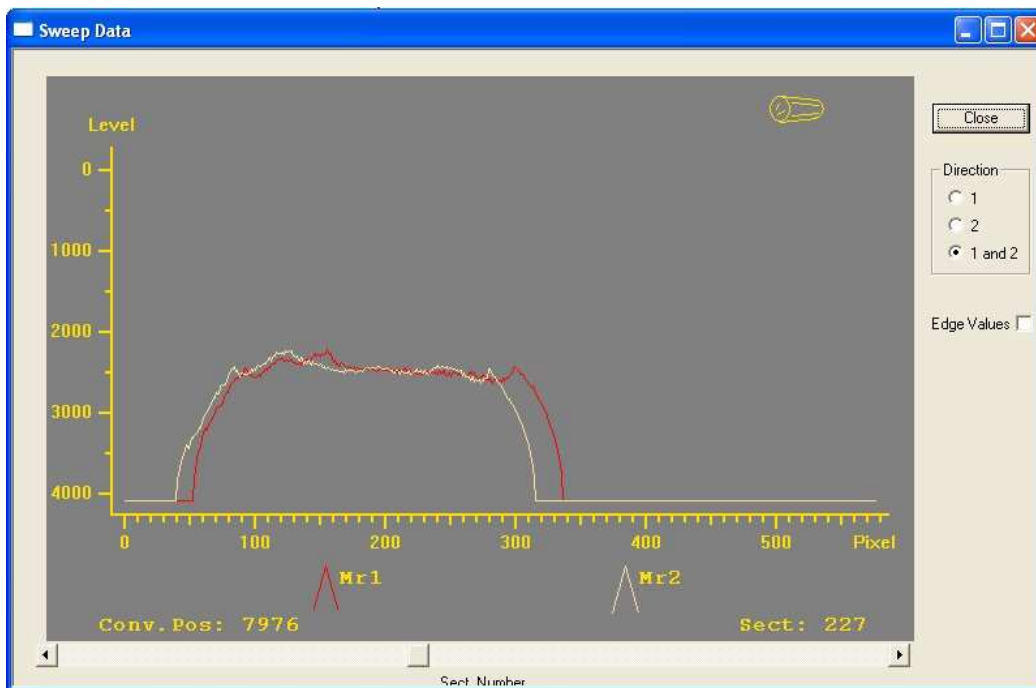 Sweep Data
Level
0
1000
2000
3000
4000
0 100 200 300 400 500 Pixel
Mr1 Mr2
Conv.Pos: 7976 Sect: 227
Sect. Number
Close
Direction
1
2
1 and 2
Edge Values